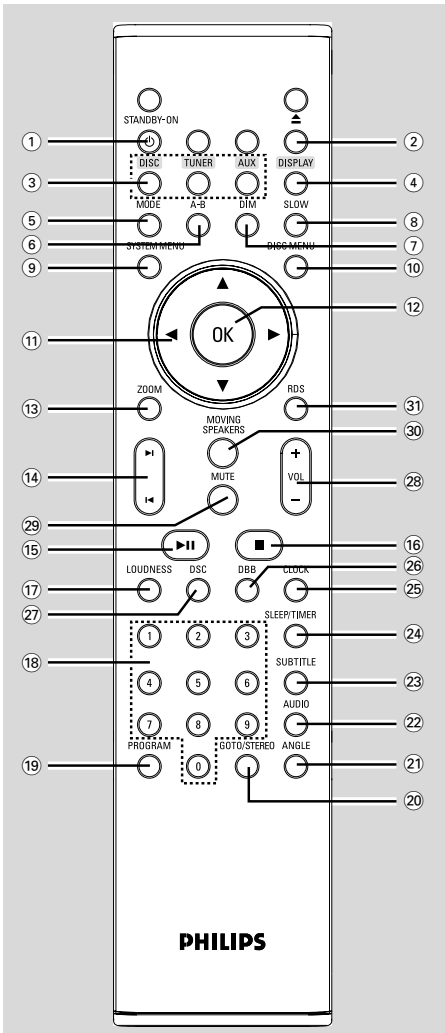 STANDBY-ON
1 2
DISC TUNER AUX DISPLAY
3 4
MODE A-B DIM SLOW
5 8
6 7
SYSTEM MENU DISC MENU
9 10
12
OK
11
ZOOM RDS
13 31
MOVING
SPEAKERS
30
+
14 VOL 28
MUTE
-
29
15 16
LOUDNESS DSC DBB CLOCK
26
17 25
27
SLEEP/TIMER
1 2 3 24
18
SUBTITLE
4 5 6 23
AUDIO
7 8 9 22
PROGRAM GOTO/STEREO ANGLE
19 0 21
20
PHILIPS